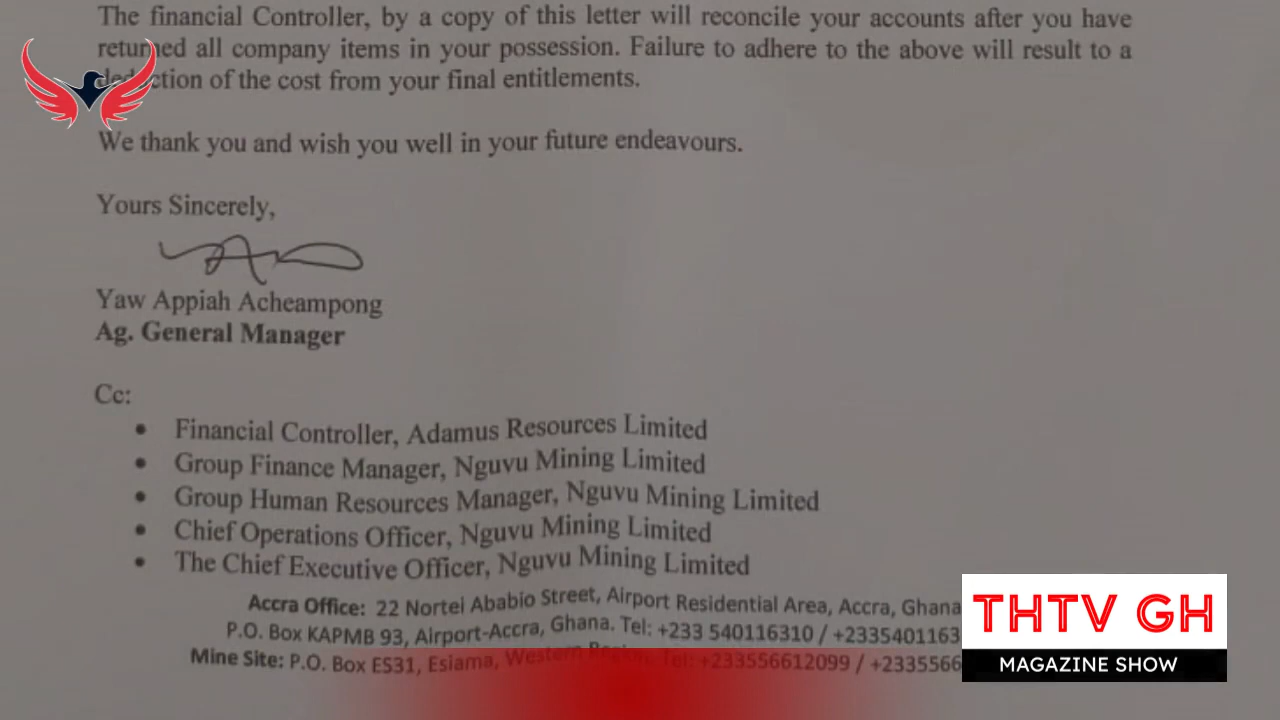 The financial Controller, by a copy of this letter will reconcile your accounts after you have
returned all company items in your possession. Failure to adhere to the above will result to a
deduction of the cost from your final entitlements.
We thank you and wish you well in your future endeavours.
Yours Sincerely,
Yaw Appiah Acheampong
Ag. General Manager
Cc:
• Financial Controller, Adamus Resources Limited
• Group Finance Manager, Nguvu Mining Limited
• Group Human Resources Manager, Nguvu Mining Limited
• Chief Operations Officer, Nguvu Mining Limited
• The Chief Executive Officer, Nguvu Mining Limited
Accra Office: 22 Nortei Ababio Street, Airport Residential Area, Accra, Ghana
P.O. Box KAPMB 93, Airport-Accra, Ghana. Tel: +233 540116310 / +2335401163
Mine Site: P.O. Box ES31, Esiama, Western Region. Tel: +233556612099 / +2335566
THTV GH
MAGAZINE SHOW